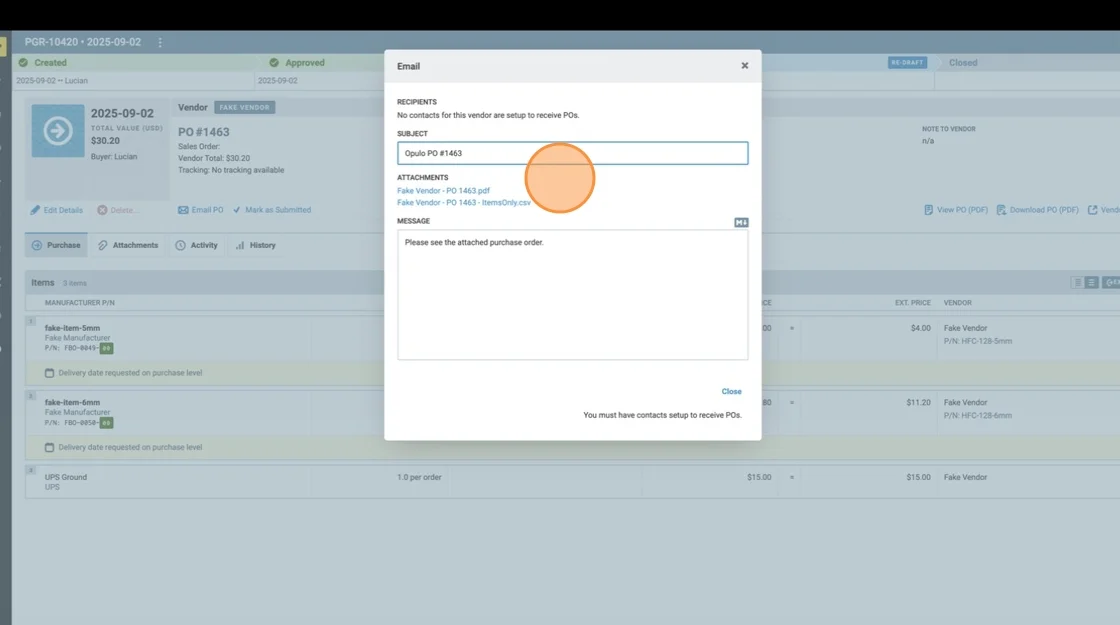 PGR-10420 • 2025-09-02
Created
Approved
RE-DRAFT
Closed
2025-09-02 — Lucian
2025-09-02
2025-09-02
TOTAL VALUE (USD)
$30.20
Buyer: Lucian
Vendor FAKE VENDOR
PO #1463
Sales Order:
Vendor Total: $30.20
Tracking: No tracking available
NOTE TO VENDOR
n/a
Edit Details
Delete...
Email PO
Mark as Submitted
View PO (PDF)
Download PO (PDF)
Purchase
Attachments
Activity
History
Items 3 items
MANUFACTURER P/N
EXT. PRICE
VENDOR
1
fake-item-5mm
Fake Manufacturer
P/N: FBO-0049-00
$4.00
Fake Vendor
P/N: HFC-128-5mm
Delivery date requested on purchase level
2
fake-item-6mm
Fake Manufacturer
P/N: FBO-0050-00
$11.20
Fake Vendor
P/N: HFC-128-6mm
Delivery date requested on purchase level
UPS Ground
UPS
1.0 per order
$15.00
=
$15.00
Fake Vendor
Email
RECIPIENTS
No contacts for this vendor are setup to receive POs.
SUBJECT
Opulo PO #1463
ATTACHMENTS
Fake Vendor - PO 1463.pdf
Fake Vendor - PO 1463 - ItemsOnly.csv
MESSAGE
Please see the attached purchase order.
Close
You must have contacts setup to receive POs.